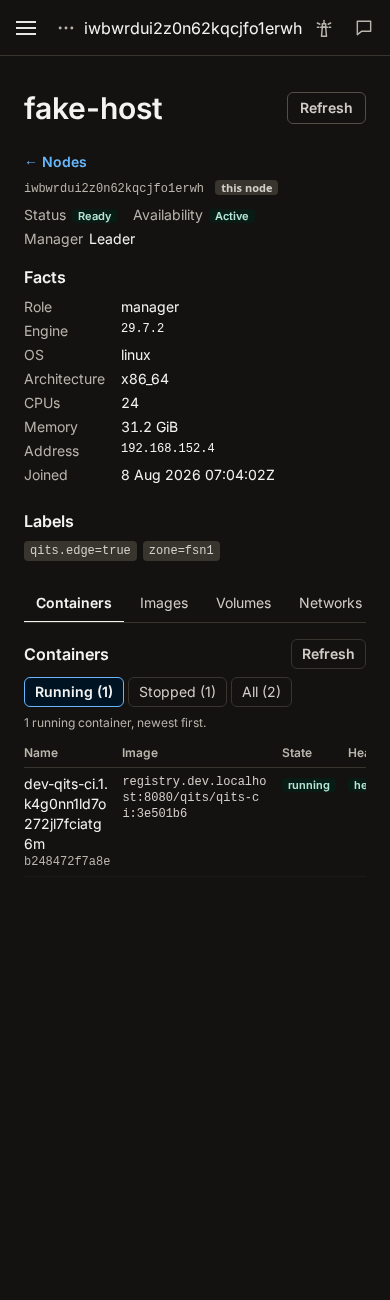 ··· iwbwrdui2z0n62kqcjfo1erwh
fake-host
Refresh
← Nodes
iwbwrdui2z0n62kqcjfo1erwh this node
Status Ready Availability Active
Manager Leader
Facts
Role manager
Engine 29.7.2
OS linux
Architecture x86_64
CPUs 24
Memory 31.2 GiB
Address 192.168.152.4
Joined 8 Aug 2026 07:04:02Z
Labels
qits.edge=true zone=fsn1
Containers Images Volumes Networks
Containers
Refresh
Running (1) Stopped (1) All (2)
1 running container, newest first.
Name Image State Hea
dev-qits-ci.1.
k4g0nn1ld7o
272jl7fciatg
6m
b248472f7a8e
registry.dev.localho
st:8080/qits/qits-c
i:3e501b6
running
he